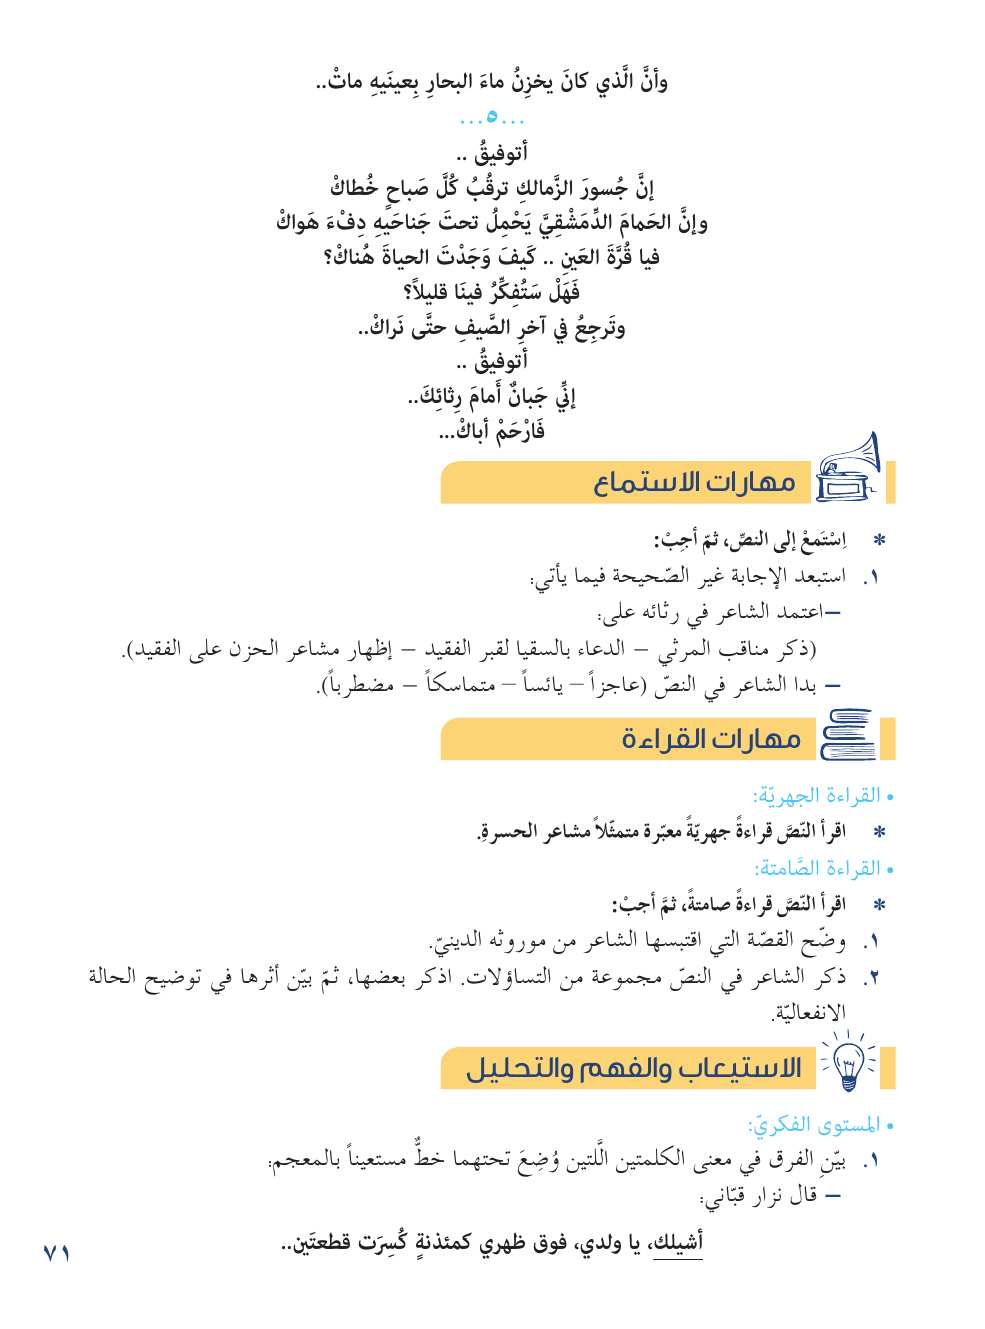 وأنَّ الَّذي كانَ يخزِنُ ماءَ البحارِ بِعينَيهِ ماتْ..
...٥...
أتوفيقُ ..
إنَّ جُسورَ الزَّمالكِ ترقُبُ كُلَّ صَباحٍ خُطاكْ
وإنَّ الحَمامَ الدِّمَشْقِيَّ يَحْمِلُ تحتَ جَناحَيهِ دِفْءَ هَواكْ
فيا قُرَّةَ العَينِ .. كَيفَ وَجَدْتَ الحياةَ هُناكْ؟
فَهَلْ سَتُفكِّرُ فينَا قليلاً؟
وتَرجِعُ في آخرِ الصَّيفِ حتَّى نَراكْ..
أتوفيقُ ..
إنِّي جَبانٌ أَمامَ رِثائِكَ..
فَارْحَمْ أباكْ...
مهارات الاستماع
* اِسْتَمعْ إلى النصّ، ثمّ أجِبْ:
١. استبعد الإجابة غير الصّحيحة فيما يأتي:
– اعتمد الشاعر في رثائه على:
(ذكر مناقب المرثي – الدعاء بالسقيا لقبر الفقيد – إظهار مشاعر الحزن على الفقيد).
– بدا الشاعر في النصّ (عاجزاً – يائساً – متماسكاً – مضطرباً).
مهارات القراءة
• القراءة الجهريّة:
* اقرأ النّصَّ قراءةً جهريّةً معبّرة متمثّلاً مشاعر الحسرةِ.
• القراءة الصَّامتة:
* اقرأ النّصَّ قراءةً صامتةً، ثمَّ أجبْ:
١. وضّح القصّة التي اقتبسها الشاعر من موروثه الدينيّ.
٢. ذكر الشاعر في النصّ مجموعة من التساؤلات. اذكر بعضها، ثمّ بيّن أثرها في توضيح الحالة
الانفعاليّة.
الاستيعاب والفهم والتحليل
• المستوى الفكريّ:
١. بيّنِ الفرق في معنى الكلمتين الَّلتين وُضِعَ تحتهما خطٌّ مستعيناً بالمعجم:
– قال نزار قبّاني:
أشيلك، يا ولدي، فوق ظهري كمئذنةٍ كُسِرَت قطعتَين..
٧١